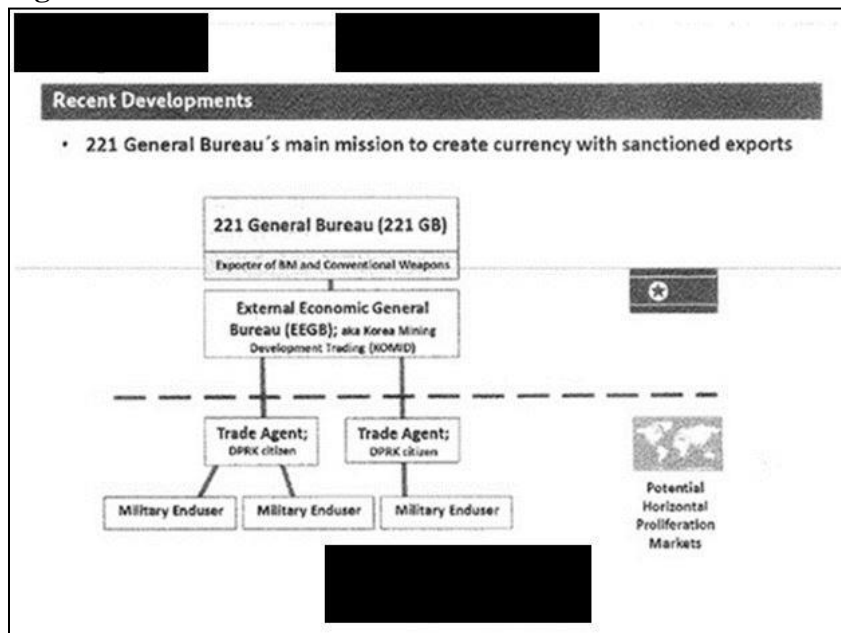 Recent Developments
• 221 General Bureau´s main mission to create currency with sanctioned exports
221 General Bureau (221 GB)
Exporter of BM and Conventional Weapons
External Economic General
Bureau (EEGB); aka Korea Mining
Development Trading (KOMID)
Trade Agent;
DPRK citizen
Trade Agent;
DPRK citizen
Military Enduser
Military Enduser
Military Enduser
Potential
Horizontal
Proliferation
Markets